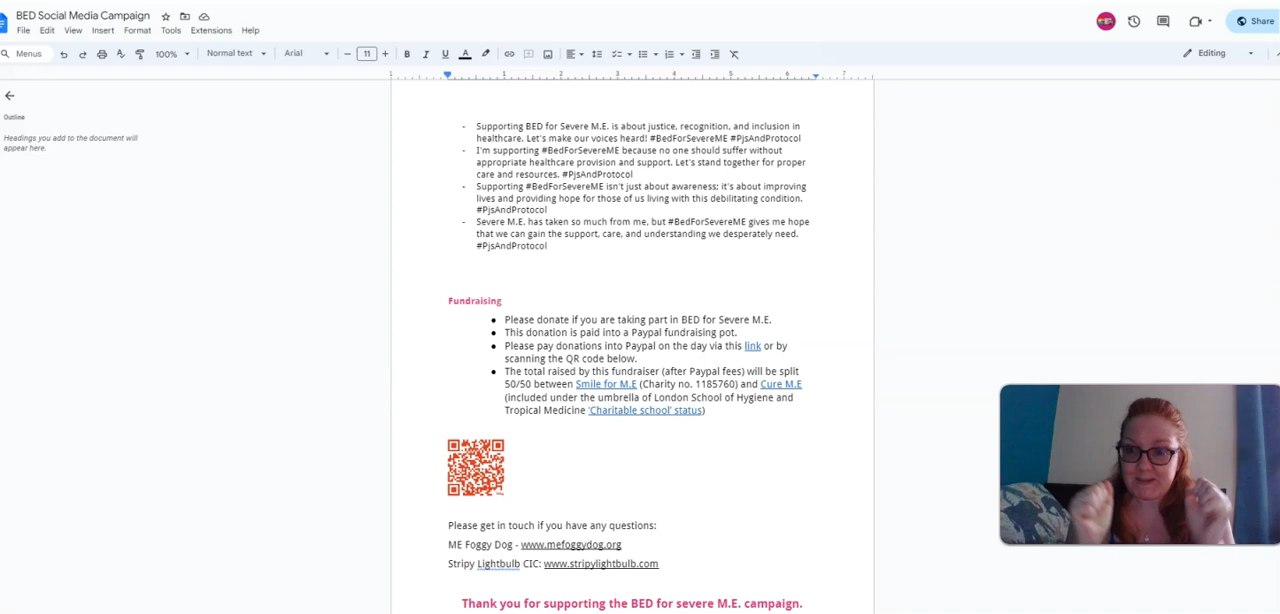 BED Social Media Campaign
File Edit View Insert Format Tools Extensions Help
Share
Menus
100%
Normal text
Arial
11
Editing
1 1 2 3 4 5 6 7
Outline
Headings you add to the document will
appear here.
- Supporting BED for Severe M.E. is about justice, recognition, and inclusion in
healthcare. Let's make our voices heard! #BedForSevereME #PjsAndProtocol
- I'm supporting #BedForSevereME because no one should suffer without
appropriate healthcare provision and support. Let's stand together for proper
care and resources. #PjsAndProtocol
- Supporting #BedForSevereME isn't just about awareness; it's about improving
lives and providing hope for those of us living with this debilitating condition.
#PjsAndProtocol
- Severe M.E. has taken so much from me, but #BedForSevereME gives me hope
that we can gain the support, care, and understanding we desperately need.
#PjsAndProtocol
Fundraising
● Please donate if you are taking part in BED for Severe M.E.
● This donation is paid into a Paypal fundraising pot.
● Please pay donations into Paypal on the day via this link or by
scanning the QR code below.
● The total raised by this fundraiser (after Paypal fees) will be split
50/50 between Smile for M.E (Charity no. 1185760) and Cure M.E
(included under the umbrella of London School of Hygiene and
Tropical Medicine 'Charitable school' status)
Please get in touch if you have any questions:
ME Foggy Dog - www.mefoggydog.org
Stripy Lightbulb CIC: www.stripylightbulb.com
Thank you for supporting the BED for severe M.E. campaign.